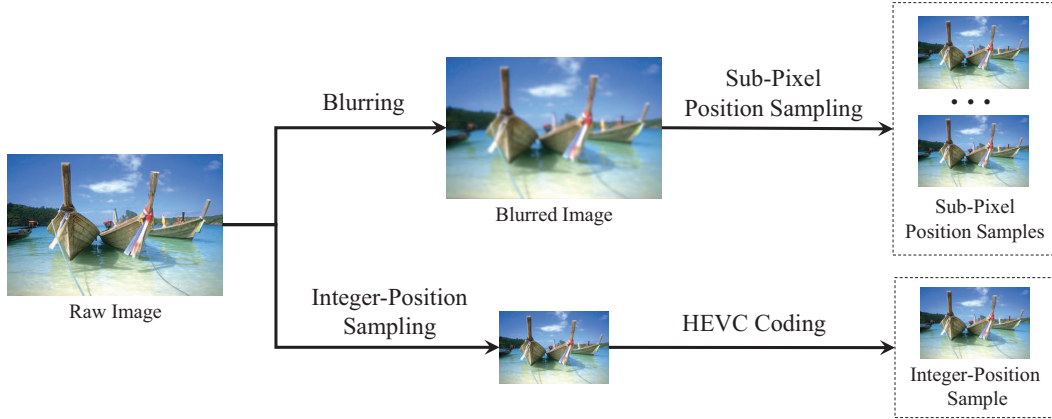 Blurring
Sub-Pixel
Position Sampling
Blurred Image
Sub-Pixel
Position Samples
Raw Image
Integer-Position
Sampling
HEVC Coding
Integer-Position
Sample